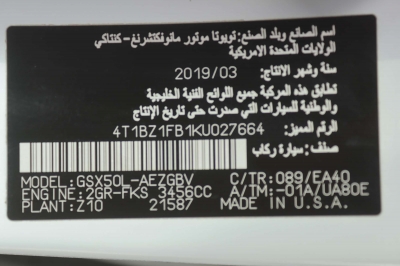 اسم الصانع وبلد الصنع: تويوتا موتور مانوفكتشرنغ - كنتاكي
الولايات المتحدة الامريكية
سنة وشهر الانتاج: 2019/03
تطابق هذه المركبة جميع اللوائح الفنية الخليجية
والوطنية للسيارات التي صدرت حتى تاريخ الإنتاج
الرقم المميز: 4T1BZ1FB1KU027664
صنف: سيارة ركاب
MODEL: GSX50L-AEZGBV C/TR: 089/EA40
ENGINE: 2GR-FKS 3456CC A/TM: -01A/UA80E
PLANT: Z10 21587 MADE IN U.S.A.